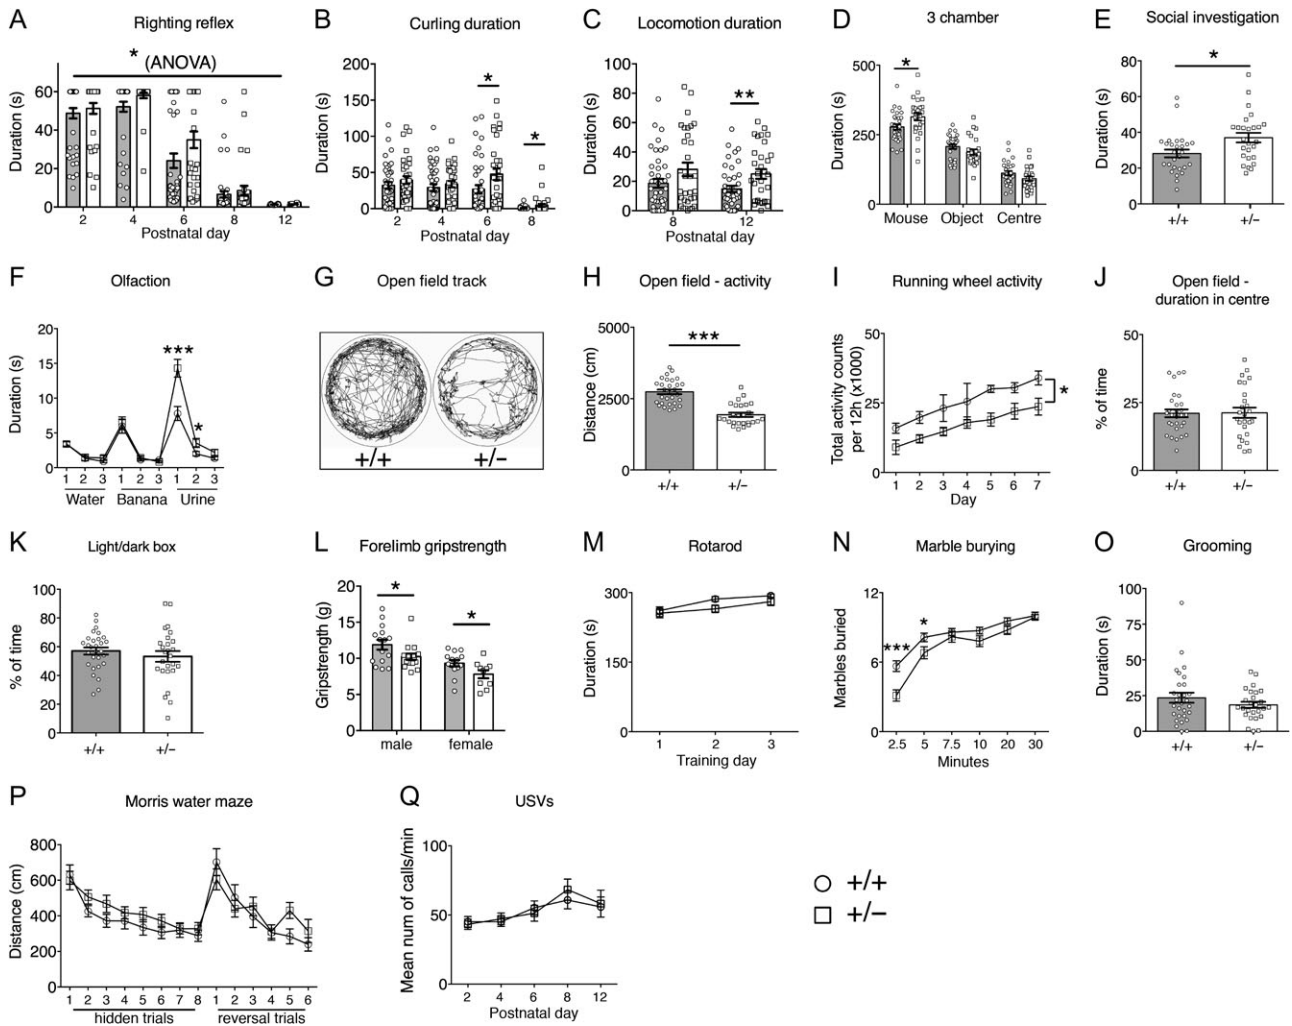 A Righting reflex
* (ANOVA)
Duration (s)
60
40
20
0
2 4 6 8 12
Postnatal day
B Curling duration
Duration (s)
200
150
100
50
0
*
*
2 4 6 8
Postnatal day
C Locomotion duration
Duration (s)
100
80
60
40
20
0
**
8 12
Postnatal day
D 3 chamber
Duration (s)
500
250
0
*
Mouse Object Centre
E Social investigation
Duration (s)
80
60
40
20
0
*
+/+ +/−
F Olfaction
Duration (s)
20
15
10
5
0
***
*
1 2 3 1 2 3 1 2 3
Water Banana Urine
G Open field track
+/+ +/−
H Open field - activity
Distance (cm)
5000
2500
0
***
+/+ +/−
I Running wheel activity
Total activity counts
per 12h (x1000)
50
25
0
*
1 2 3 4 5 6 7
Day
J Open field -
duration in centre
% of time
50
25
0
+/+ +/−
K Light/dark box
% of time
100
80
60
40
20
0
+/+ +/−
L Forelimb gripstrength
Gripstrength (g)
20
15
10
5
0
*
*
male female
M Rotarod
Duration (s)
300
150
0
1 2 3
Training day
N Marble burying
Marbles buried
12
6
0
***
*
2.5 5 7.5 10 20 30
Minutes
O Grooming
Duration (s)
100
75
50
25
0
+/+ +/−
P Morris water maze
Distance (cm)
800
600
400
200
0
1 2 3 4 5 6 7 8 1 2 3 4 5 6
hidden trials reversal trials
Q USVs
Mean num of calls/min
100
50
0
2 4 6 8 12
Postnatal day
+/+
+/−